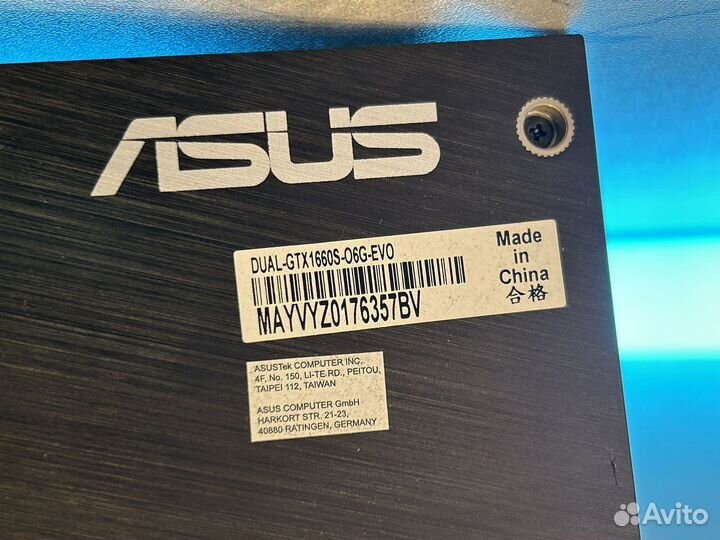 ASUS
DUAL-GTX1660S-O6G-EVO
MAYVYZ0176357BV
Made
in
China
合格
ASUSTek COMPUTER INC.
4F, No. 150, LI-TE RD., PEITOU,
TAIPEI 112, TAIWAN
ASUS COMPUTER GmbH
HARKORT STR. 21-23,
40880 RATINGEN, GERMANY
Avito